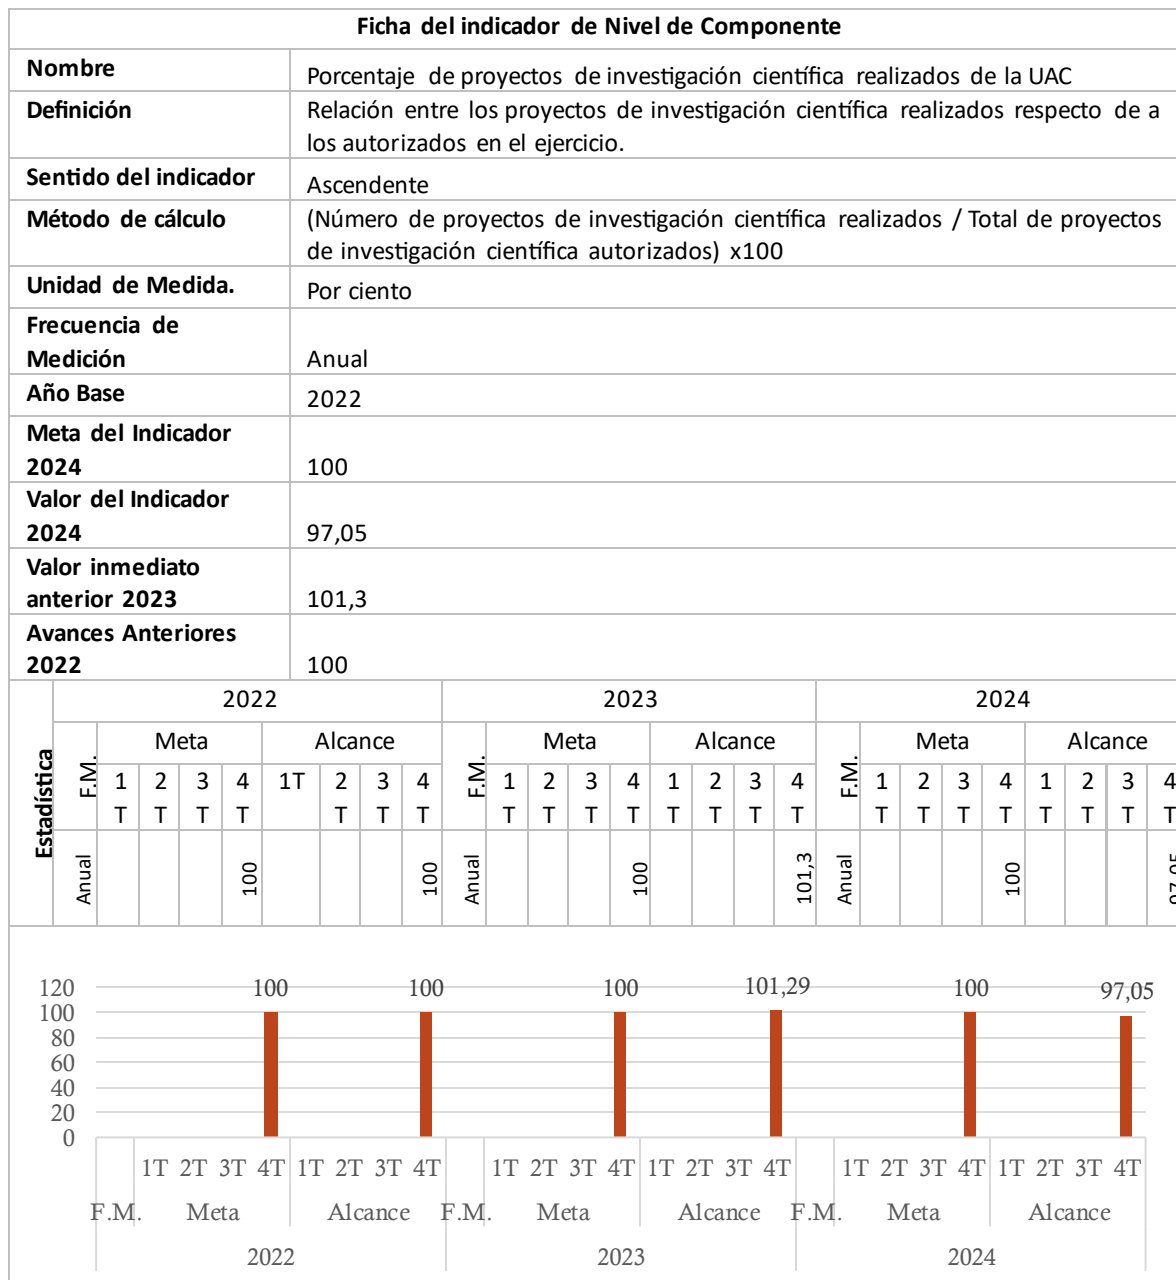 Ficha del indicador de Nivel de Componente
Nombre
Porcentaje de proyectos de investigación científica realizados de la UAC
Definición
Relación entre los proyectos de investigación científica realizados respecto de a
los autorizados en el ejercicio.
Sentido del indicador
Ascendente
Método de cálculo
(Número de proyectos de investigación científica realizados / Total de proyectos
de investigación científica autorizados) x100
Unidad de Medida.
Por ciento
Frecuencia de
Medición
Anual
Año Base
2022
Meta del Indicador
2024
100
Valor del Indicador
2024
97,05
Valor inmediato
anterior 2023
101,3
Avances Anteriores
2022
100
Estadística
2022 2023 2024
F.M. Meta Alcance F.M. Meta Alcance F.M. Meta Alcance
1 2 3 4 1T 2 3 4 1 2 3 4 1 2 3 4 1 2 3 4 1 2 3 4
T T T T T T T T T T T T T T T T T T T T T T T
Anual 100 100 Anual 100 101,3 Anual 100 97,05
120
100
80
60
40
20
0
100 100 100 101,29 100 97,05
1T 2T 3T 4T 1T 2T 3T 4T 1T 2T 3T 4T 1T 2T 3T 4T 1T 2T 3T 4T 1T 2T 3T 4T
F.M. Meta Alcance F.M. Meta Alcance F.M. Meta Alcance
2022 2023 2024